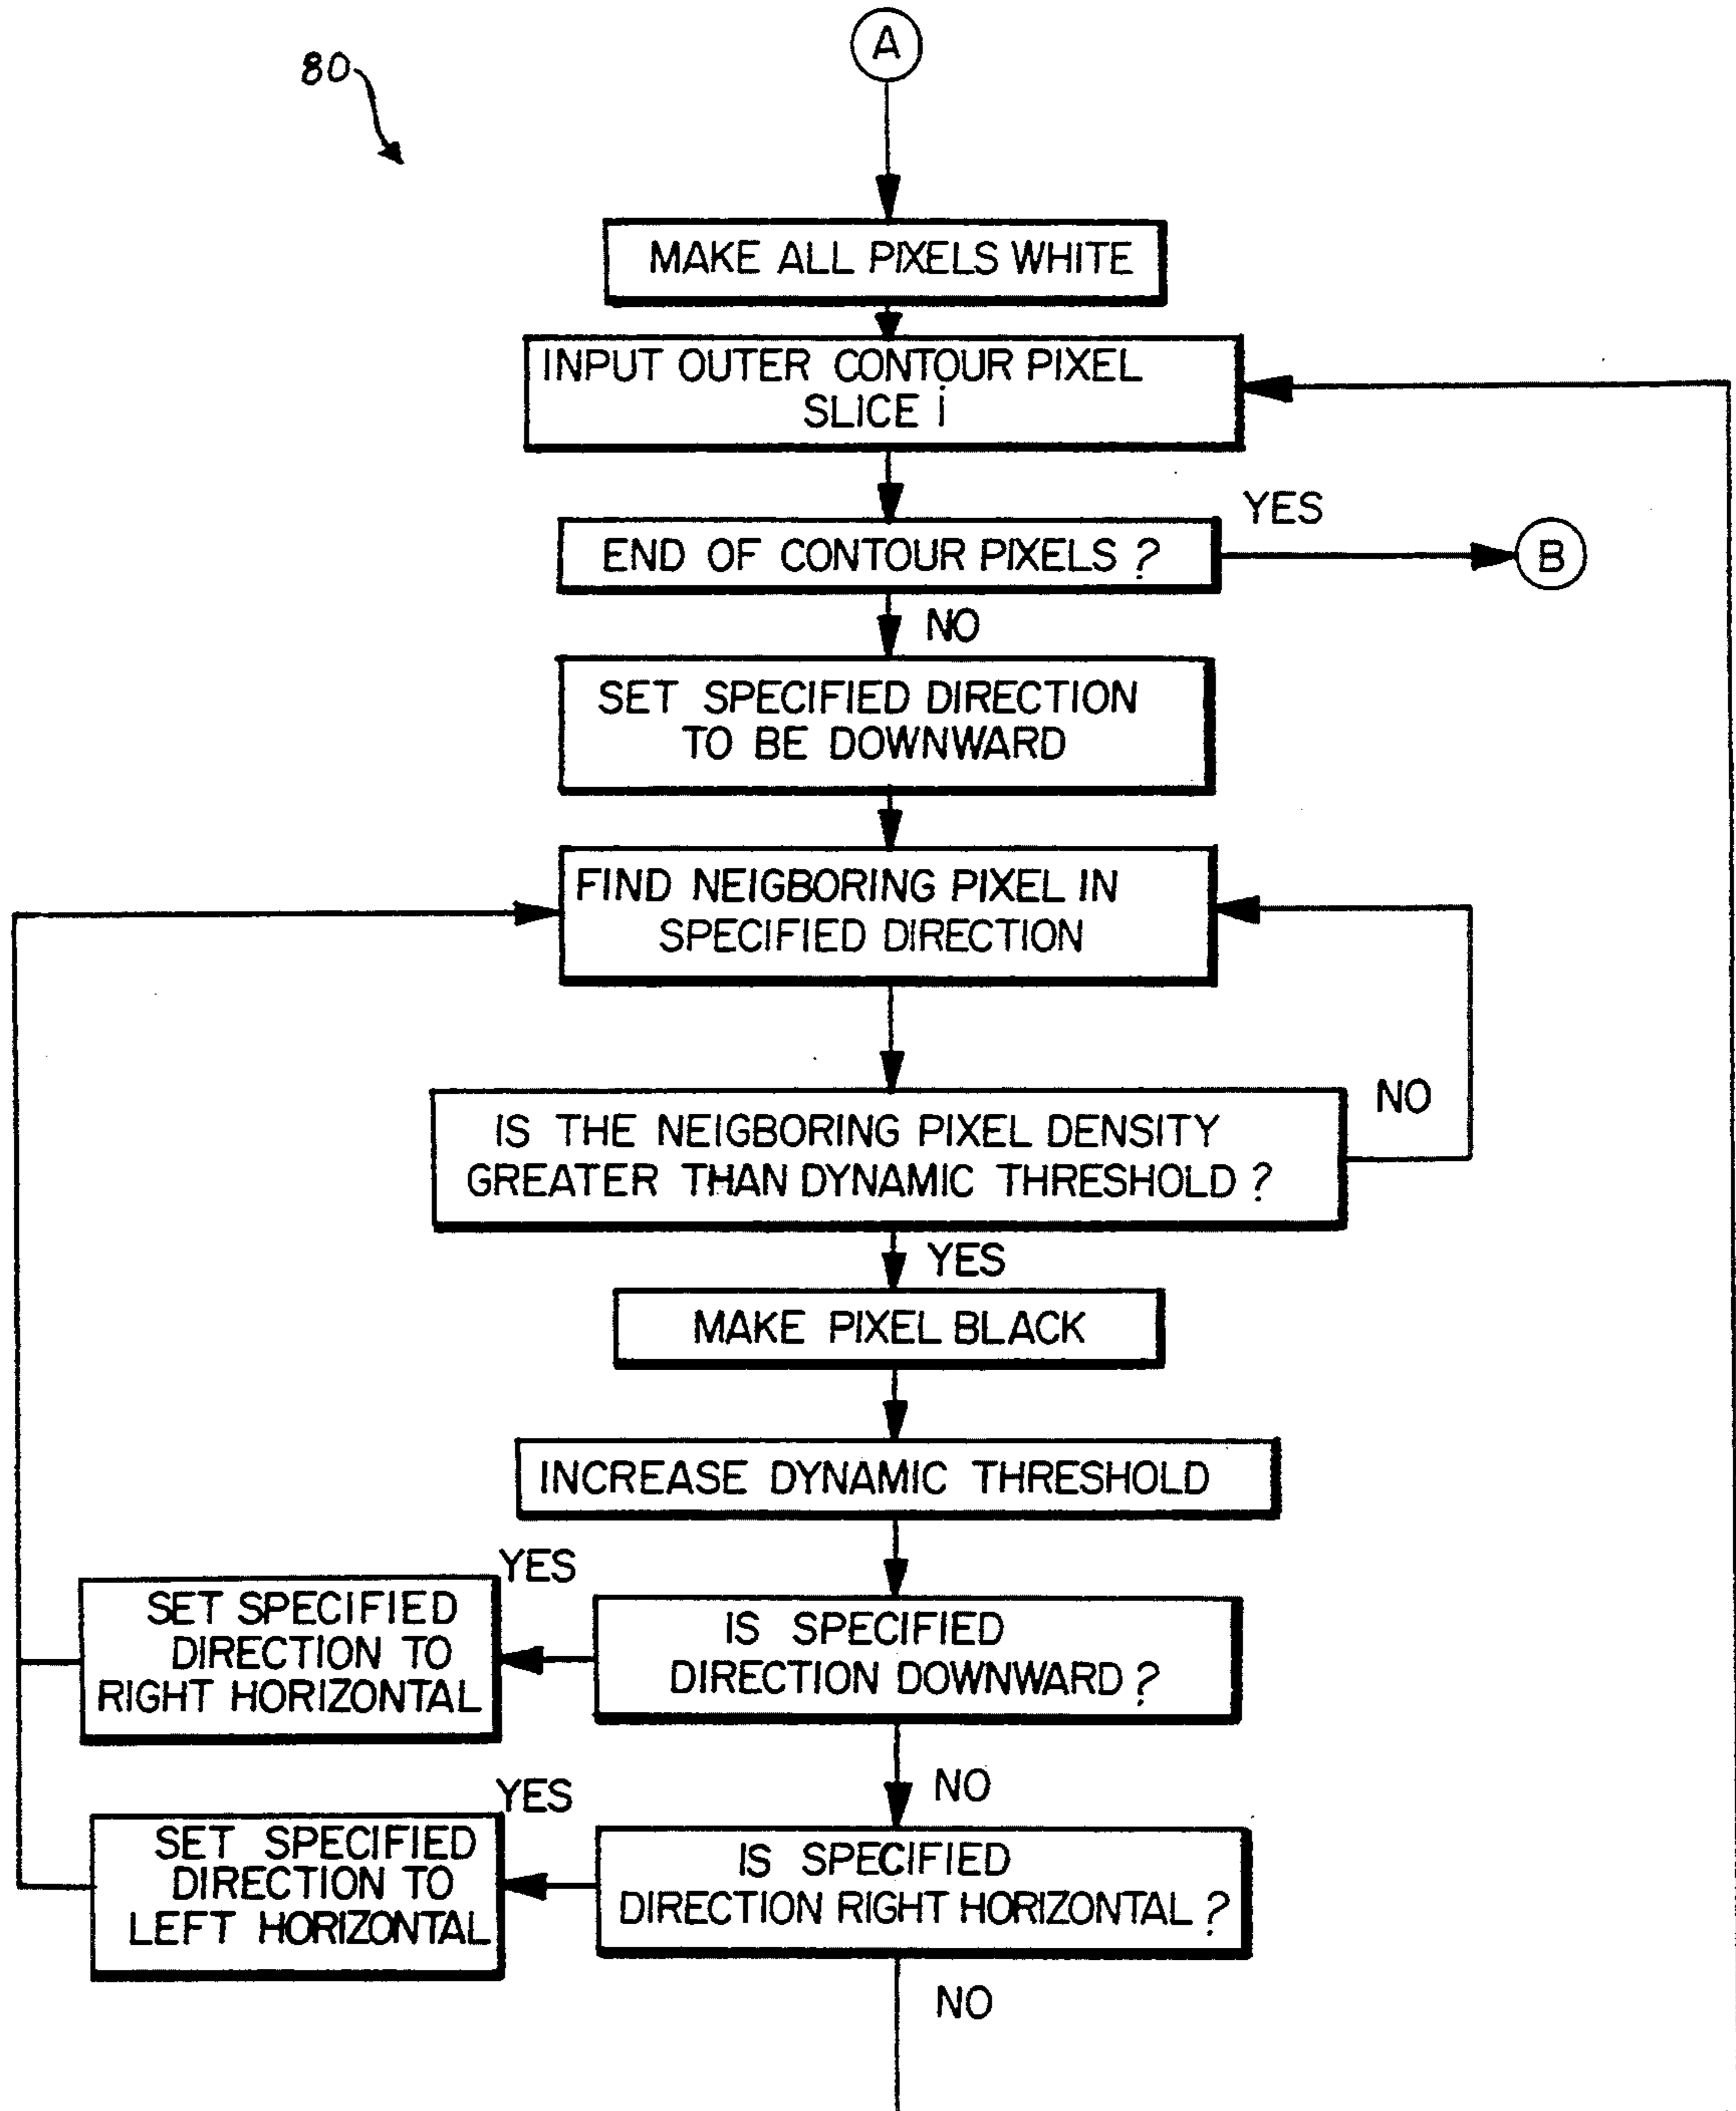 80
A
MAKE ALL PIXELS WHITE
INPUT OUTER CONTOUR PIXEL
SLICE i
END OF CONTOUR PIXELS ?
YES
B
NO
SET SPECIFIED DIRECTION
TO BE DOWNWARD
FIND NEIGBORING PIXEL IN
SPECIFIED DIRECTION
IS THE NEIGBORING PIXEL DENSITY
GREATER THAN DYNAMIC THRESHOLD ?
NO
YES
MAKE PIXEL BLACK
INCREASE DYNAMIC THRESHOLD
IS SPECIFIED
DIRECTION DOWNWARD ?
YES
SET SPECIFIED
DIRECTION TO
RIGHT HORIZONTAL
NO
IS SPECIFIED
DIRECTION RIGHT HORIZONTAL ?
YES
SET SPECIFIED
DIRECTION TO
LEFT HORIZONTAL
NO